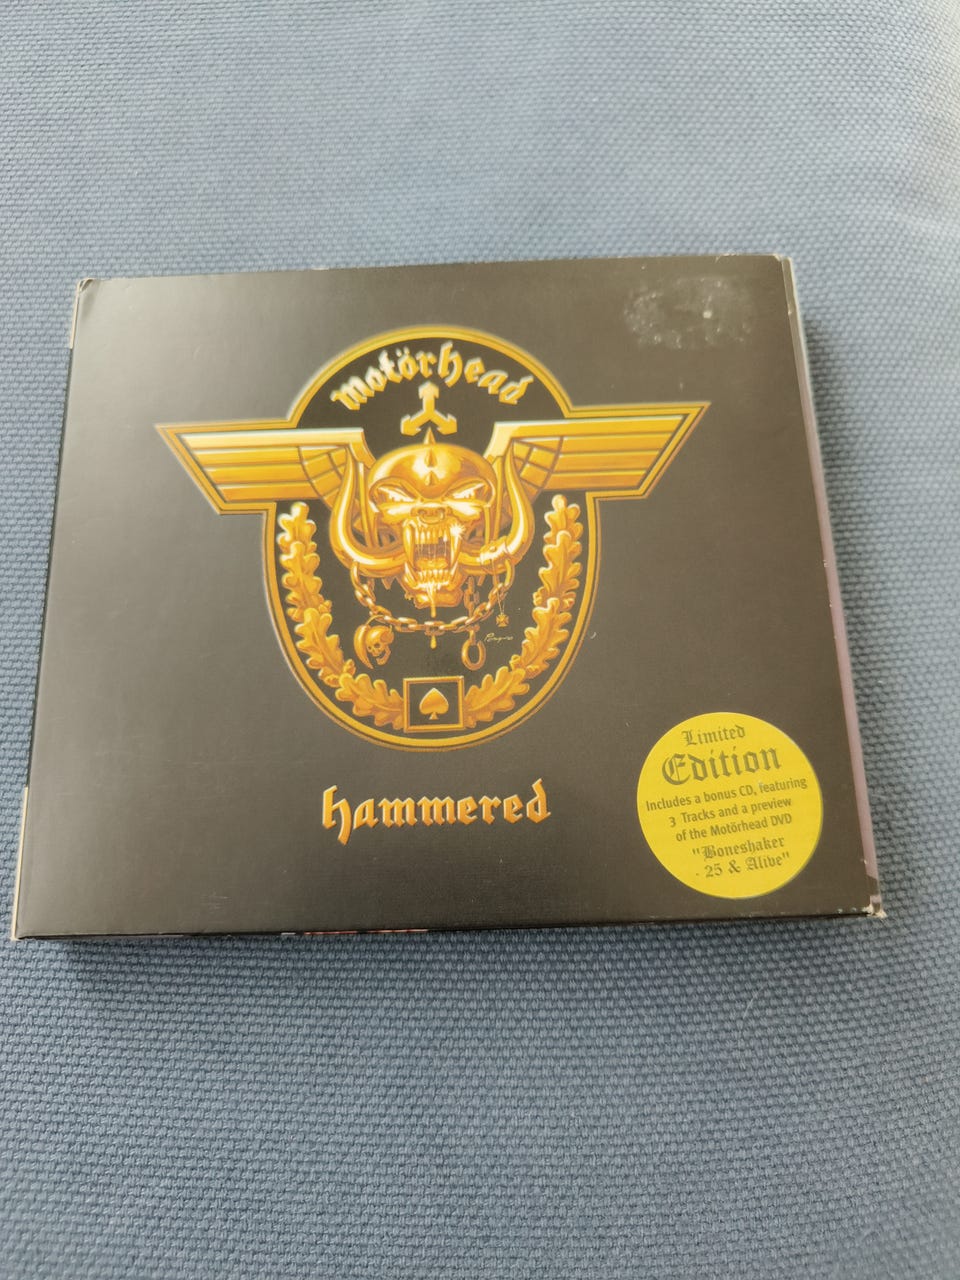 motörhead
hammered
Limited
Edition
Includes a bonus CD, featuring
3 Tracks and a preview
of the Motörhead DVD
"Boneshaker
- 25 & Alive"